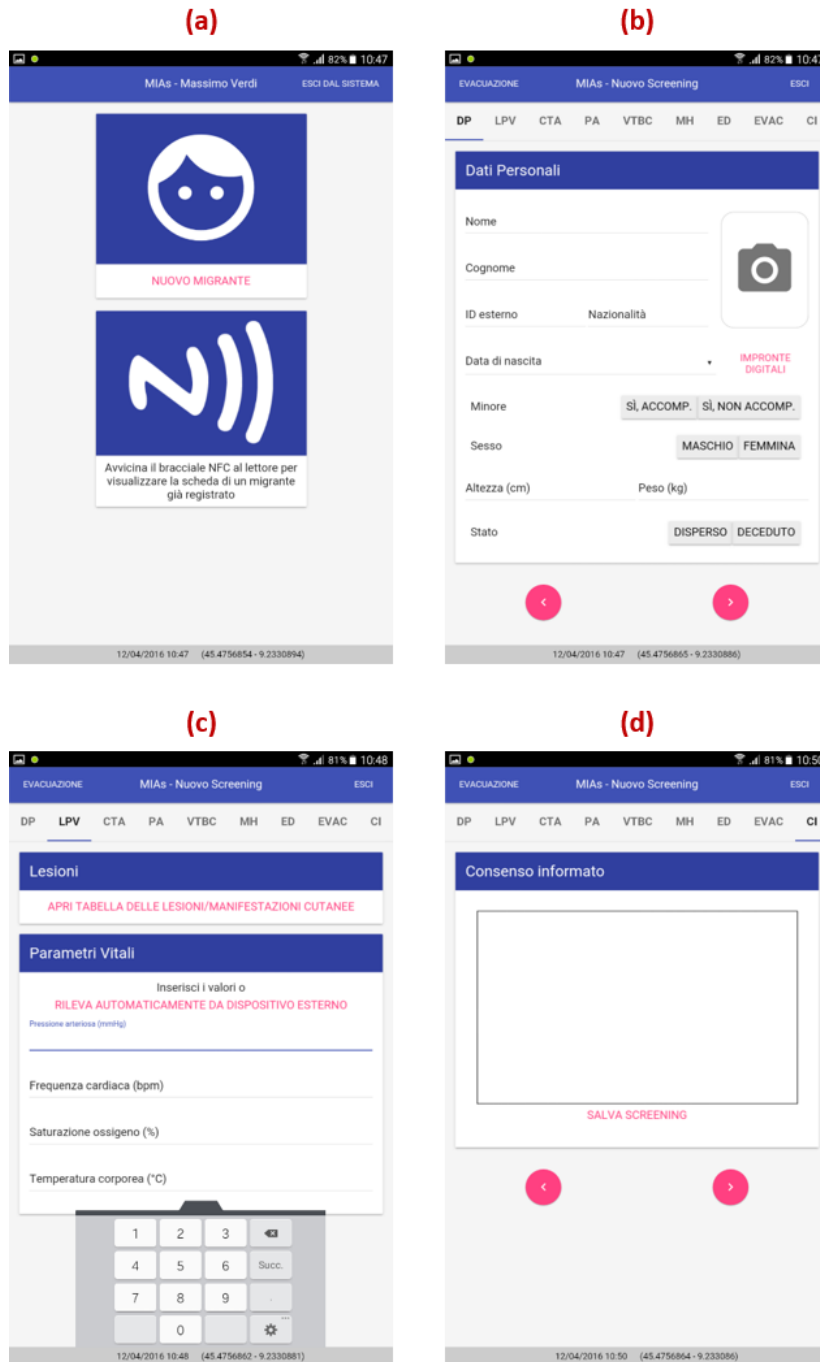 (a)
82% 10:47
MIAs - Massimo Verdi ESCI DAL SISTEMA
NUOVO MIGRANTE
Avvicina il bracciale NFC al lettore per
visualizzare la scheda di un migrante
già registrato
12/04/2016 10:47 (45.4756854 - 9.2330894)
(b)
82% 10:47
EVACUAZIONE MIAs - Nuovo Screening ESCI
DP LPV CTA PA VTBC MH ED EVAC CI
Dati Personali
Nome
Cognome
ID esterno Nazionalità
Data di nascita
IMPRONTE
DIGITALI
Minore SÌ, ACCOMP. SÌ, NON ACCOMP.
Sesso MASCHIO FEMMINA
Altezza (cm) Peso (kg)
Stato DISPERSO DECEDUTO
12/04/2016 10:47 (45.4756865 - 9.2330886)
(c)
81% 10:48
EVACUAZIONE MIAs - Nuovo Screening ESCI
DP LPV CTA PA VTBC MH ED EVAC CI
Lesioni
APRI TABELLA DELLE LESIONI/MANIFESTAZIONI CUTANEE
Parametri Vitali
Inserisci i valori o
RILEVA AUTOMATICAMENTE DA DISPOSITIVO ESTERNO
Pressione arteriosa (mmHg)
Frequenza cardiaca (bpm)
Saturazione ossigeno (%)
Temperatura corporea (°C)
1 2 3
4 5 6 Succ.
7 8 9 .
0
12/04/2016 10:48 (45.4756862 - 9.2330881)
(d)
81% 10:50
EVACUAZIONE MIAs - Nuovo Screening ESCI
DP LPV CTA PA VTBC MH ED EVAC CI
Consenso informato
SALVA SCREENING
12/04/2016 10:50 (45.4756864 - 9.233086)